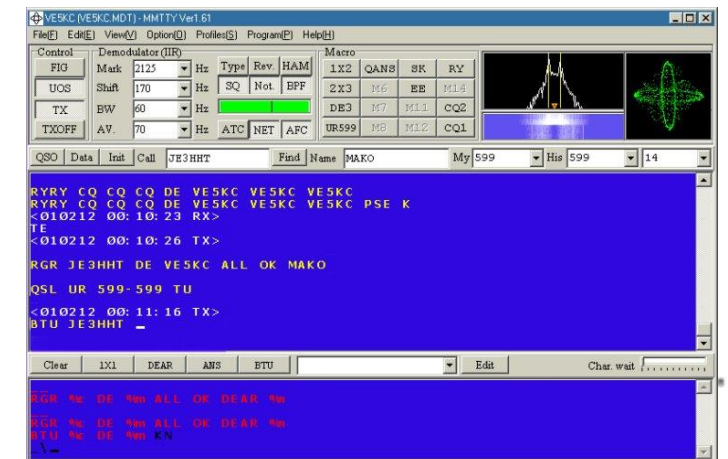 VE5KC (VE5KC.MDT) - MMTTY Ver1.61
File(F) Edit(E) View(V) Option(O) Profiles(S) Program(P) Help(H)
Control Demodulator (IIR) Macro
FIG Mark 2125 Hz Type Rev. HAM 1X2 QANS SK RY
UOS Shift 170 Hz SQ Not. BPF 2X3 M6 EE M14
TX BW 60 Hz DE3 M7 M11 CQ2
TXOFF AV. 70 Hz ATC NET AFC UR599 M8 M12 CQ1
QSO Data Init Call JE3HHT Find Name MAKO My 599 His 599 14
RYRY CQ CQ CQ DE VE5KC VE5KC VE5KC
RYRY CQ CQ CQ DE VE5KC VE5KC VE5KC PSE K
<010212 00:10:23 RX>
TE
<010212 00:10:26 TX>
RGR JE3HHT DE VE5KC ALL OK MAKO
QSL UR 599-599 TU
<010212 00:11:16 TX>
BTU JE3HHT _
Clear 1X1 DEAR ANS BTU Edit Char. wait
RGR %c DE %m ALL OK DEAR %n
RGR %c DE %m ALL OK DEAR %n
BTU %c DE %m KN
_\_